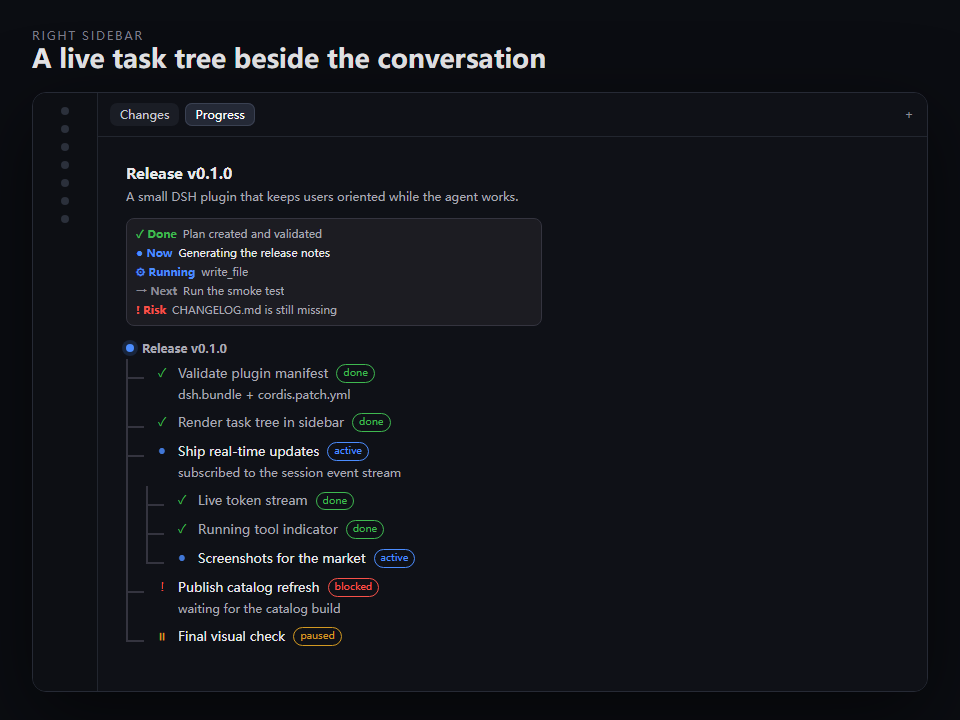 RIGHT SIDEBAR
A live task tree beside the conversation
Changes Progress +
Release v0.1.0
A small DSH plugin that keeps users oriented while the agent works.
✓ Done Plan created and validated
● Now Generating the release notes
⚙ Running write_file
→ Next Run the smoke test
! Risk CHANGELOG.md is still missing
Release v0.1.0
✓ Validate plugin manifest done
dsh.bundle + cordis.patch.yml
✓ Render task tree in sidebar done
● Ship real-time updates active
subscribed to the session event stream
✓ Live token stream done
✓ Running tool indicator done
● Screenshots for the market active
! Publish catalog refresh blocked
waiting for the catalog build
⏸ Final visual check paused